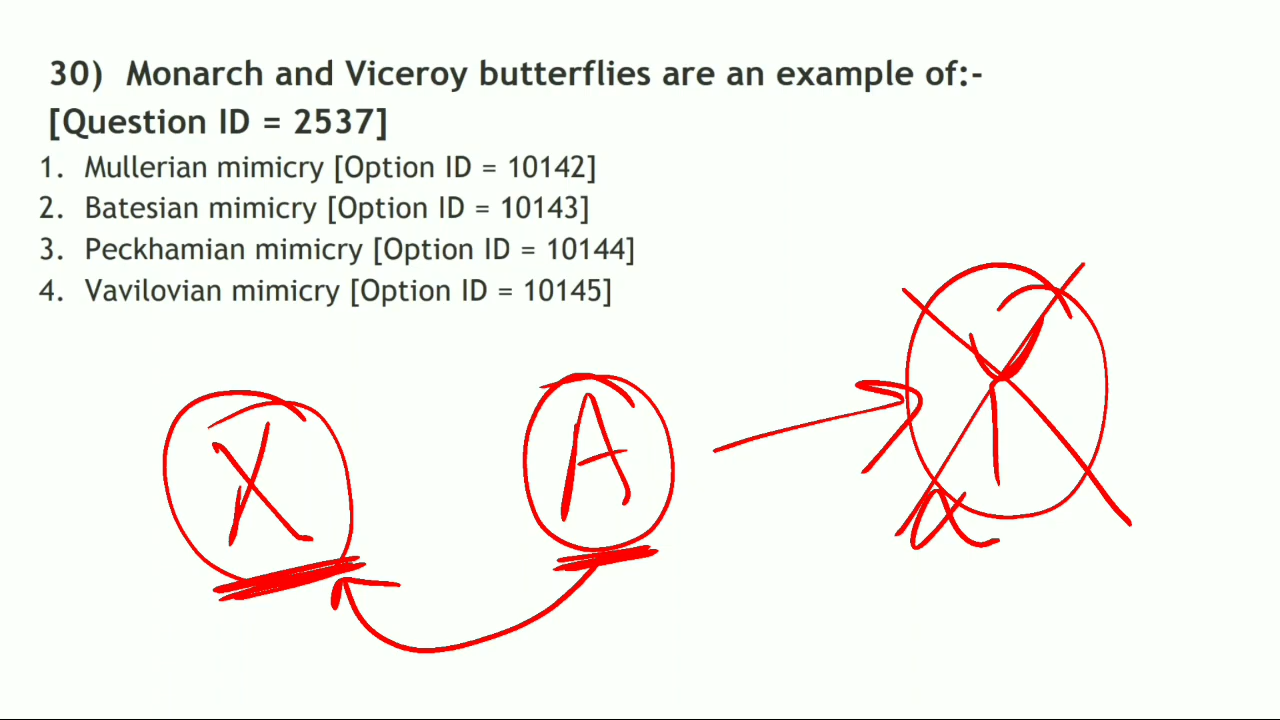 30) Monarch and Viceroy butterflies are an example of:-
[Question ID = 2537]
1. Mullerian mimicry [Option ID = 10142]
2. Batesian mimicry [Option ID = 10143]
3. Peckhamian mimicry [Option ID = 10144]
4. Vavilovian mimicry [Option ID = 10145]
X A Y